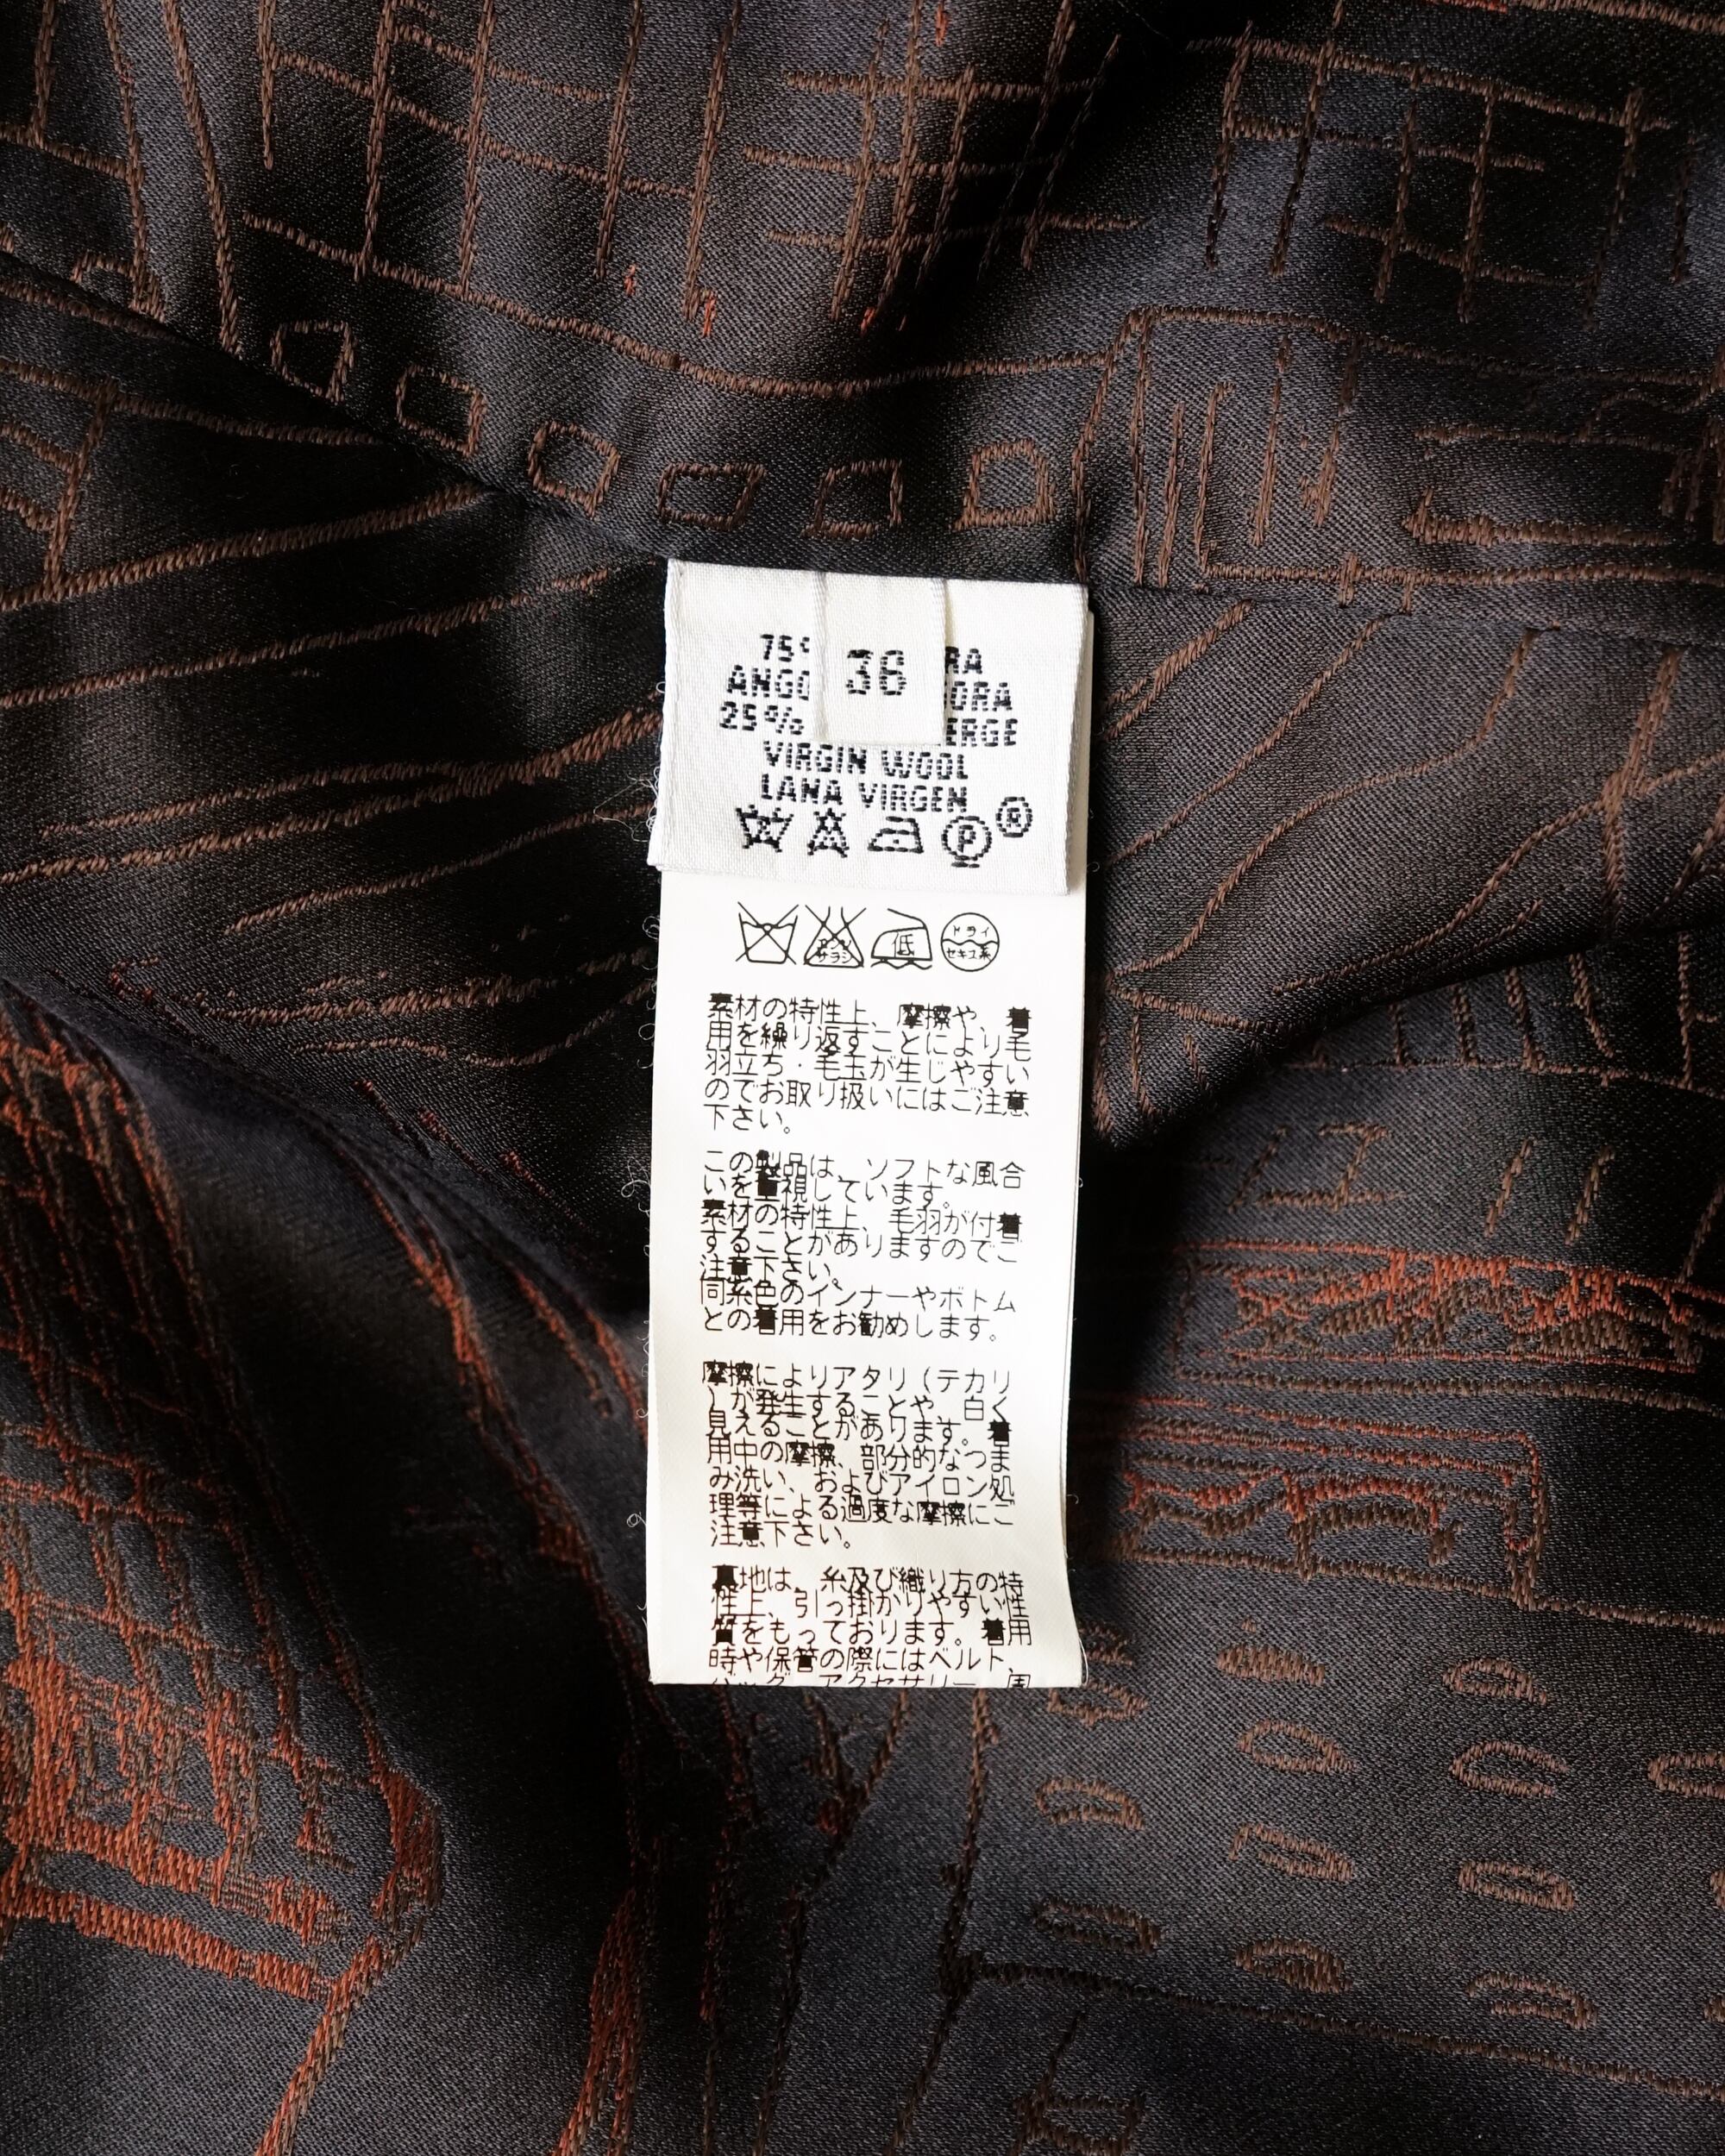 36
25%
VIRGIN WOOL
LANA VIRGEN
P ®
低 ドライ
サラシ セキユ系
素材の特性上、摩擦や、着
用を繰り返すことにより毛
羽立ち・毛玉が生じやすい
のでお取り扱いにはご注意
下さい。
この製品は、ソフトな風合
いを重視しています。
素材の特性上、毛羽が付着
することがありますのでご
注意下さい。
同系色のインナーやボトム
との着用をお勧めします。
摩擦によりアタリ(テカリ
)が発生することや、白く
見えることがあります。着
用中の摩擦、部分的なつま
み洗い、およびアイロン処
理等による過度な摩擦にご
注意下さい。
裏地は、糸及び織り方の特
性上、引っ掛かりやすい性
質をもっております。着用
時や保管の際にはベルト、